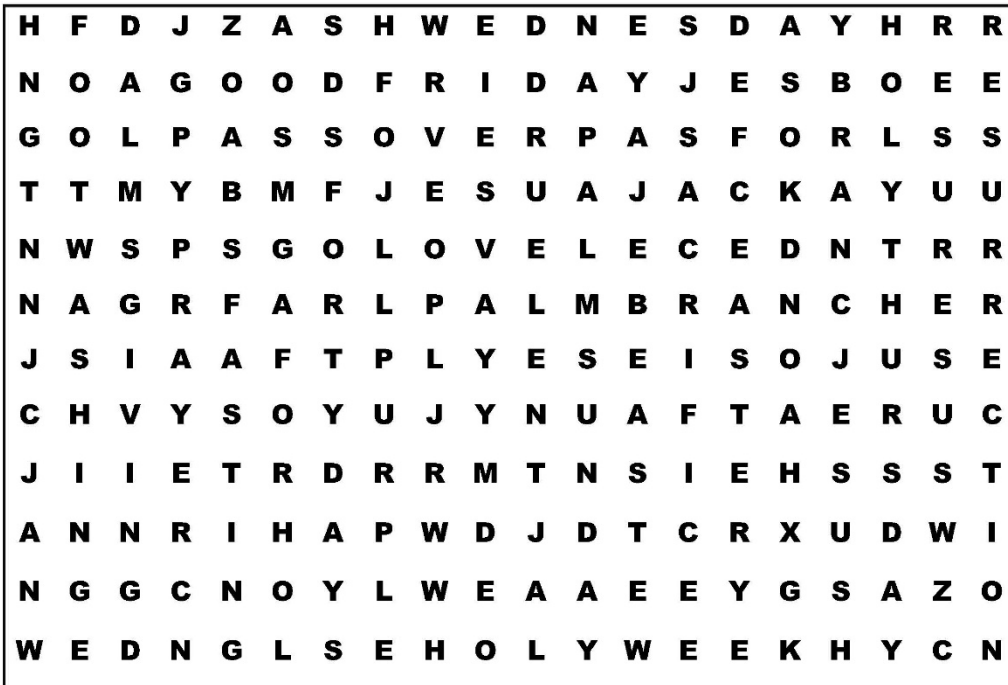 H F D J Z A S H W E D N E S D A Y H R R
N O A G O O D F R I D A Y J E S B O E E
G O L P A S S O V E R P A S F O R L S S
T T M Y B M F J E S U A J A C K A Y U U
N W S P S G O L O V E L E C E D N T R R
N A G R F A R L P A L M B R A N C H E R
J S I A A F T P L Y E S E I S O J U S E
C H V Y S O Y U J Y N U A F T A E R U C
J I I E T R D R R M T N S I E H S S S T
A N N R I H A P W D J D T C R X U D W I
N G G C N O Y L W E A A E E Y G S A Z O
W E D N G L S E H O L Y W E E K H Y C N